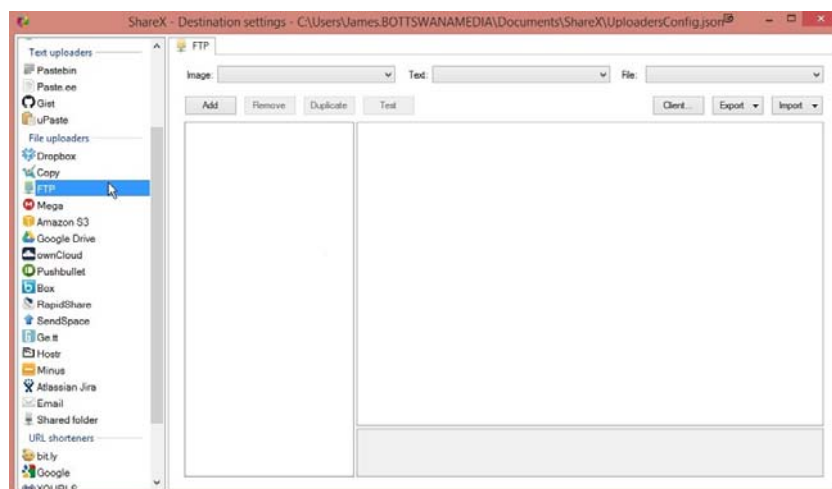 ShareX - Destination settings - C:\Users\James.BOTTSWANAMEDIA\Documents\ShareX\UploadersConfig.json
Text uploaders
Pastebin
Paste.ee
Gist
uPaste
File uploaders
Dropbox
Copy
FTP
Mega
Amazon S3
Google Drive
ownCloud
Pushbullet
Box
RapidShare
SendSpace
Ge.tt
Hostr
Minus
Atlassian Jira
Email
Shared folder
URL shorteners
bit.ly
Google
YOURLS
FTP
Image: Text: File:
Add Remove Duplicate Test Client... Export Import